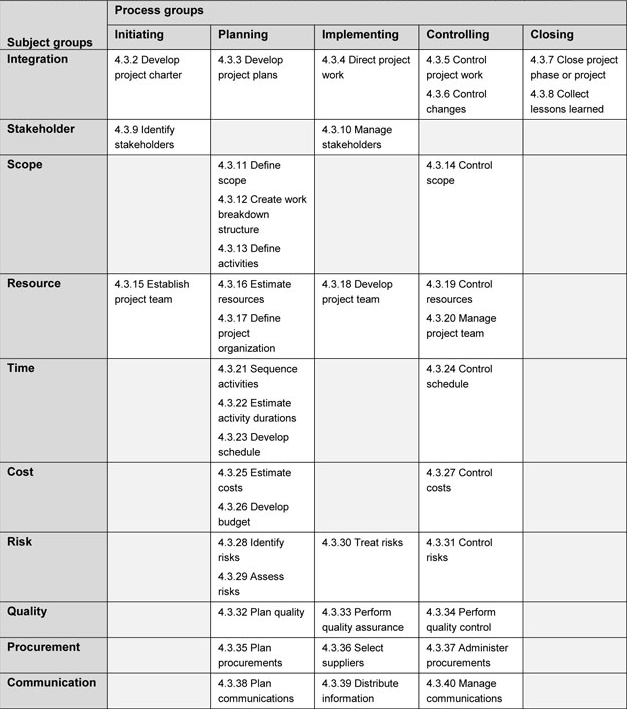 Process groups
Subject groups
Initiating
Planning
Implementing
Controlling
Closing
Integration
4.3.2 Develop
project charter
4.3.3 Develop
project plans
4.3.4 Direct project
work
4.3.5 Control
project work
4.3.6 Control
changes
4.3.7 Close project
phase or project
4.3.8 Collect
lessons learned
Stakeholder
4.3.9 Identify
stakeholders
4.3.10 Manage
stakeholders
Scope
4.3.11 Define
scope
4.3.12 Create work
breakdown
structure
4.3.13 Define
activities
4.3.14 Control
scope
Resource
4.3.15 Establish
project team
4.3.16 Estimate
resources
4.3.17 Define
project
organization
4.3.18 Develop
project team
4.3.19 Control
resources
4.3.20 Manage
project team
Time
4.3.21 Sequence
activities
4.3.22 Estimate
activity durations
4.3.23 Develop
schedule
4.3.24 Control
schedule
Cost
4.3.25 Estimate
costs
4.3.26 Develop
budget
4.3.27 Control
costs
Risk
4.3.28 Identify
risks
4.3.29 Assess
risks
4.3.30 Treat risks
4.3.31 Control
risks
Quality
4.3.32 Plan quality
4.3.33 Perform
quality assurance
4.3.34 Perform
quality control
Procurement
4.3.35 Plan
procurements
4.3.36 Select
suppliers
4.3.37 Administer
procurements
Communication
4.3.38 Plan
communications
4.3.39 Distribute
information
4.3.40 Manage
communications